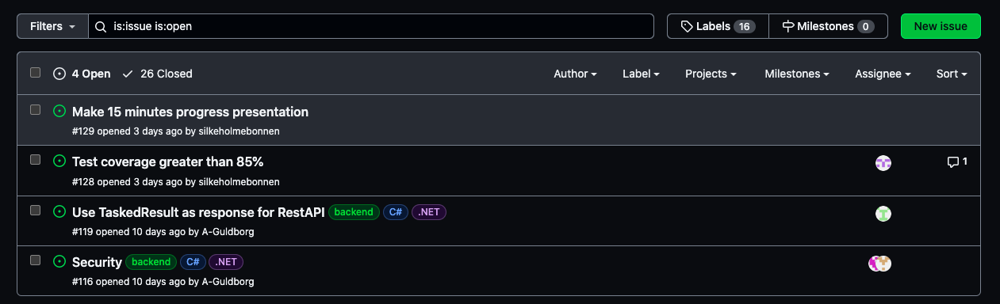 Filters is:issue is:open Labels 16 Milestones 0 New issue
4 Open 26 Closed Author Label Projects Milestones Assignee Sort
Make 15 minutes progress presentation
#129 opened 3 days ago by silkeholmebonnen
Test coverage greater than 85% 1
#128 opened 3 days ago by silkeholmebonnen
Use TaskedResult as response for RestAPI backend C# .NET
#119 opened 10 days ago by A-Guldborg
Security backend C# .NET
#116 opened 10 days ago by A-Guldborg